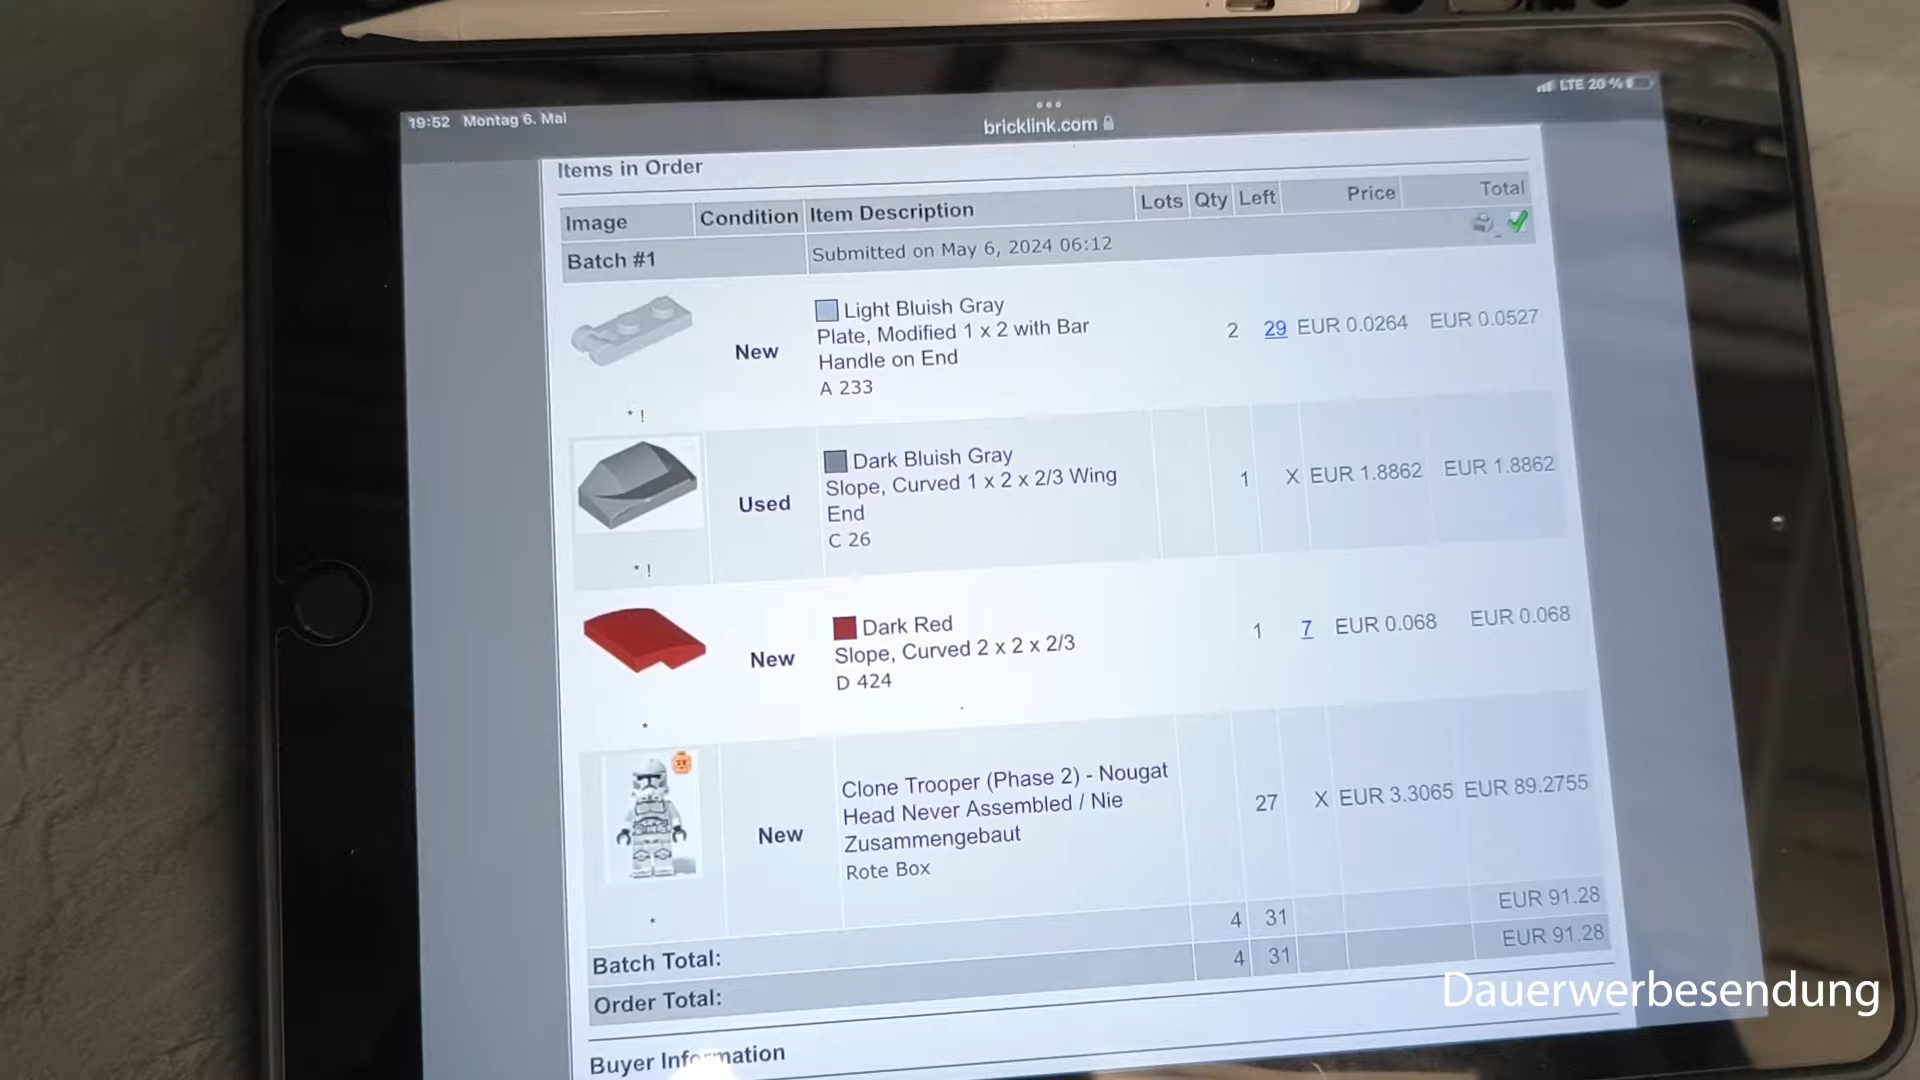 19:52 Montag 6. Mai
LTE 20 %
bricklink.com
Items in Order
Image Condition Item Description Lots Qty Left Price Total
Batch #1 Submitted on May 6, 2024 06:12
Light Bluish Gray
Plate, Modified 1 x 2 with Bar
Handle on End
A 233
New 2 29 EUR 0.0264 EUR 0.0527
* !
Dark Bluish Gray
Slope, Curved 1 x 2 x 2/3 Wing
End
C 26
Used 1 X EUR 1.8862 EUR 1.8862
* !
Dark Red
Slope, Curved 2 x 2 x 2/3
D 424
New 1 7 EUR 0.068 EUR 0.068
*
Clone Trooper (Phase 2) - Nougat
Head Never Assembled / Nie
Zusammengebaut
Rote Box
New 27 X EUR 3.3065 EUR 89.2755
*
Batch Total: 4 31 EUR 91.28
Order Total: 4 31 EUR 91.28
Buyer Information
Dauerwerbesendung